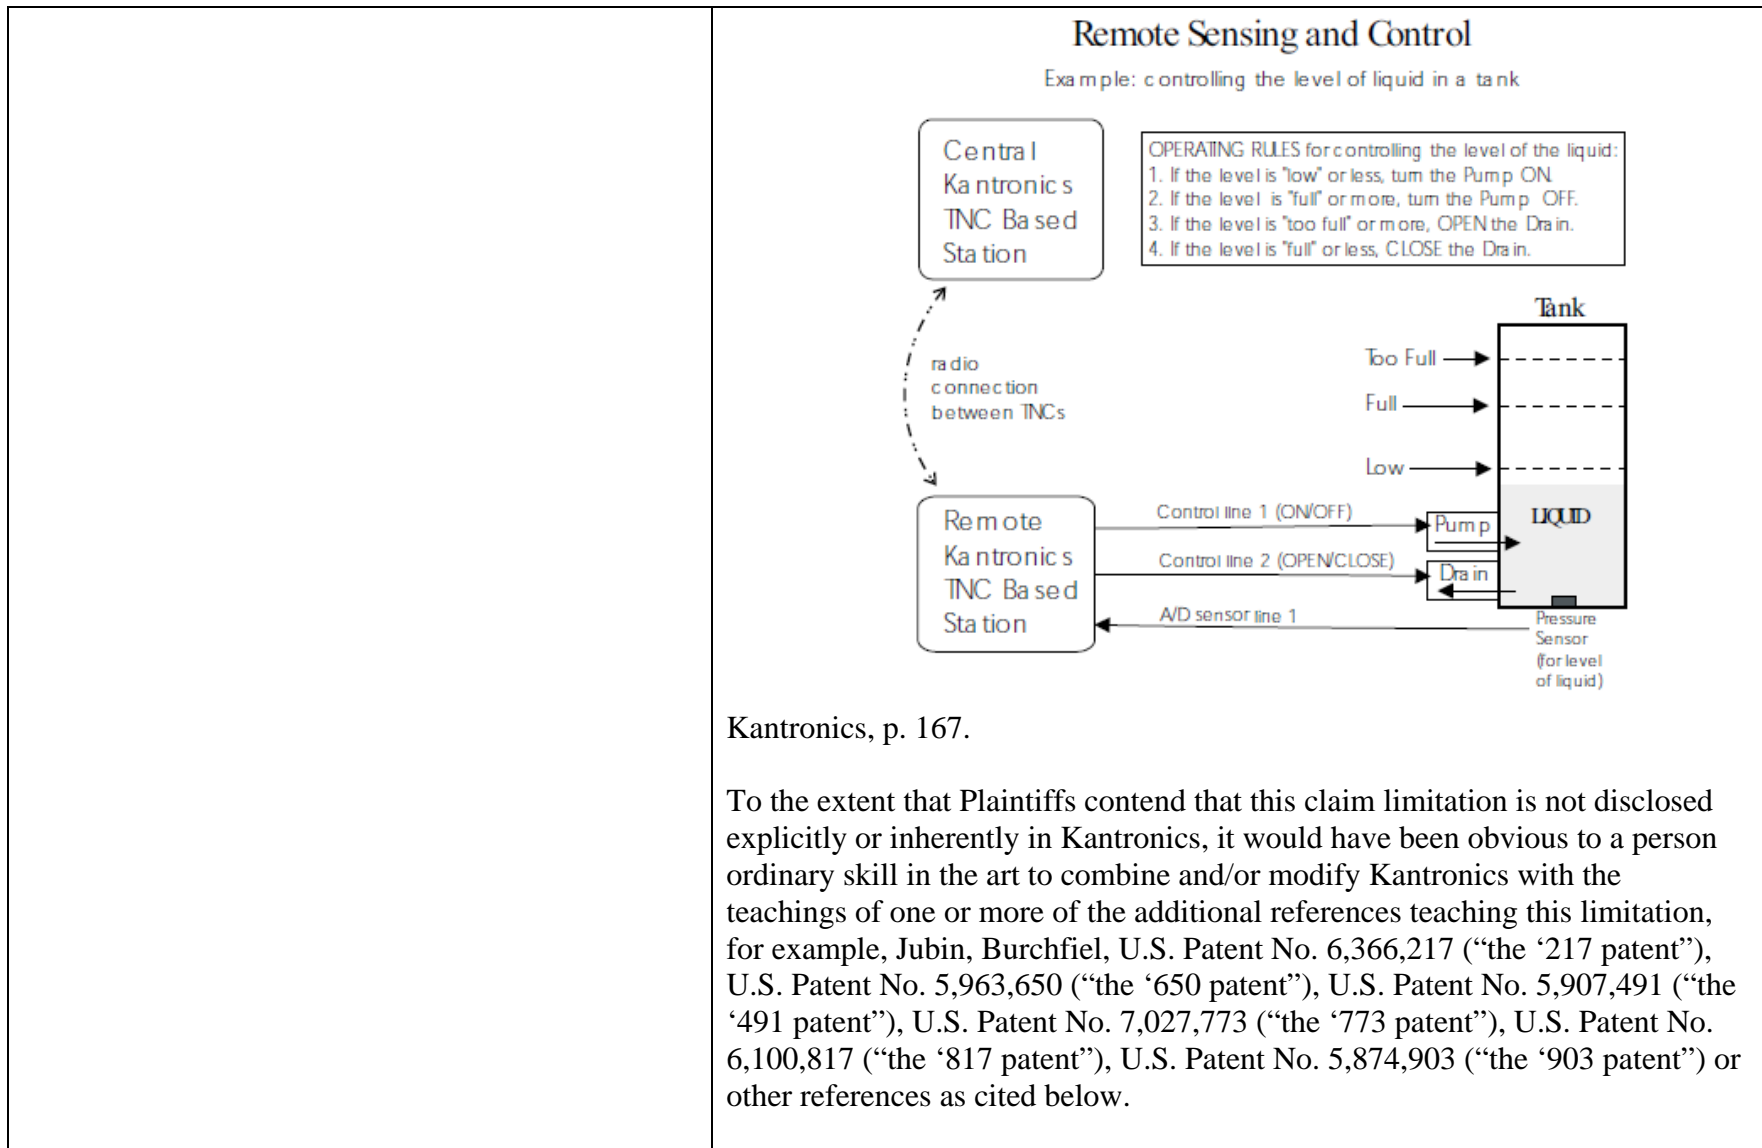 Remote Sensing and Control
Example: controlling the level of liquid in a tank
Central
Kantronics
TNC Based
Station
OPERATING RULES for controlling the level of the liquid:
1. If the level is "low" or less, turn the Pump ON.
2. If the level is "full" or more, turn the Pump OFF.
3. If the level is "too full" or more, OPEN the Drain.
4. If the level is "full" or less, CLOSE the Drain.
Tank
Too Full
Full
Low
radio
connection
between TNCs
Remote
Kantronics
TNC Based
Station
Control line 1 (ON/OFF)
Control line 2 (OPEN/CLOSE)
A/D sensor line 1
Pump
Drain
LIQUID
Pressure
Sensor
(for level
of liquid)
Kantronics, p. 167.
To the extent that Plaintiffs contend that this claim limitation is not disclosed
explicitly or inherently in Kantronics, it would have been obvious to a person
ordinary skill in the art to combine and/or modify Kantronics with the
teachings of one or more of the additional references teaching this limitation,
for example, Jubin, Burchfiel, U.S. Patent No. 6,366,217 (“the ‘217 patent”),
U.S. Patent No. 5,963,650 (“the ‘650 patent”), U.S. Patent No. 5,907,491 (“the
‘491 patent”), U.S. Patent No. 7,027,773 (“the ‘773 patent”), U.S. Patent No.
6,100,817 (“the ‘817 patent”), U.S. Patent No. 5,874,903 (“the ‘903 patent”) or
other references as cited below.